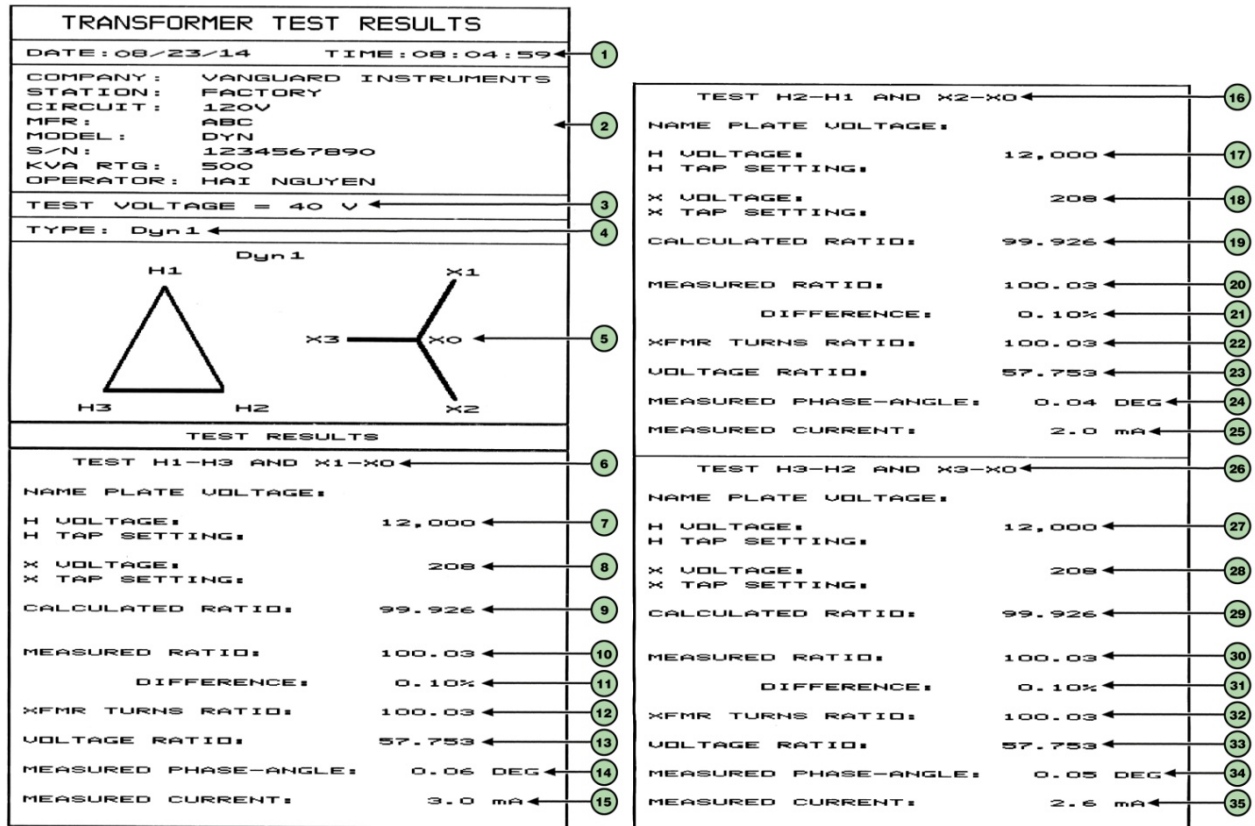 TRANSFORMER TEST RESULTS
DATE:08/23/14 TIME:08:04:59 1
COMPANY: VANGUARD INSTRUMENTS
STATION: FACTORY
CIRCUIT: 120V
MFR: ABC 2
MODEL: DYN
S/N: 1234567890
KVA RTG: 500
OPERATOR: HAI NGUYEN
TEST VOLTAGE = 40 V 3
TYPE: Dyn1 4
Dyn1
H1 X1
X3 X0 5
H3 H2 X2
TEST RESULTS
TEST H1-H3 AND X1-X0 6
NAME PLATE VOLTAGE:
H VOLTAGE: 12,000 7
H TAP SETTING:
X VOLTAGE: 208 8
X TAP SETTING:
CALCULATED RATIO: 99.926 9
MEASURED RATIO: 100.03 10
DIFFERENCE: 0.10% 11
XFMR TURNS RATIO: 100.03 12
VOLTAGE RATIO: 57.753 13
MEASURED PHASE-ANGLE: 0.06 DEG 14
MEASURED CURRENT: 3.0 mA 15
TEST H2-H1 AND X2-X0 16
NAME PLATE VOLTAGE:
H VOLTAGE: 12,000 17
H TAP SETTING:
X VOLTAGE: 208 18
X TAP SETTING:
CALCULATED RATIO: 99.926 19
MEASURED RATIO: 100.03 20
DIFFERENCE: 0.10% 21
XFMR TURNS RATIO: 100.03 22
VOLTAGE RATIO: 57.753 23
MEASURED PHASE-ANGLE: 0.04 DEG 24
MEASURED CURRENT: 2.0 mA 25
TEST H3-H2 AND X3-X0 26
NAME PLATE VOLTAGE:
H VOLTAGE: 12,000 27
H TAP SETTING:
X VOLTAGE: 208 28
X TAP SETTING:
CALCULATED RATIO: 99.926 29
MEASURED RATIO: 100.03 30
DIFFERENCE: 0.10% 31
XFMR TURNS RATIO: 100.03 32
VOLTAGE RATIO: 57.753 33
MEASURED PHASE-ANGLE: 0.05 DEG 34
MEASURED CURRENT: 2.6 mA 35